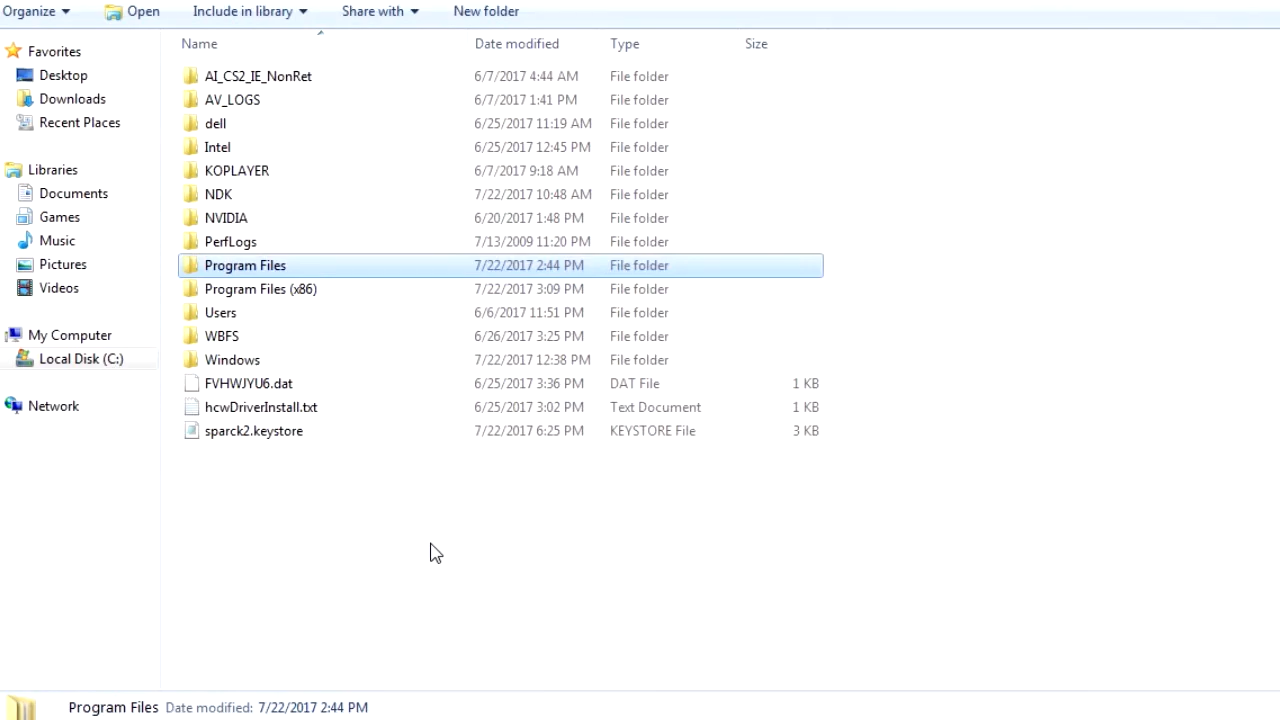 Organize Open Include in library Share with New folder
Name Date modified Type Size
Favorites
Desktop
Downloads
Recent Places
Libraries
Documents
Games
Music
Pictures
Videos
My Computer
Local Disk (C:)
Network
AI_CS2_IE_NonRet 6/7/2017 4:44 AM File folder
AV_LOGS 6/7/2017 1:41 PM File folder
dell 6/25/2017 11:19 AM File folder
Intel 6/25/2017 12:45 PM File folder
KOPLAYER 6/7/2017 9:18 AM File folder
NDK 7/22/2017 10:48 AM File folder
NVIDIA 6/20/2017 1:48 PM File folder
PerfLogs 7/13/2009 11:20 PM File folder
Program Files 7/22/2017 2:44 PM File folder
Program Files (x86) 7/22/2017 3:09 PM File folder
Users 6/6/2017 11:51 PM File folder
WBFS 6/26/2017 3:25 PM File folder
Windows 7/22/2017 12:38 PM File folder
FVHWJYU6.dat 6/25/2017 3:36 PM DAT File 1 KB
hcwDriverInstall.txt 6/25/2017 3:02 PM Text Document 1 KB
sparck2.keystore 7/22/2017 6:25 PM KEYSTORE File 3 KB
Program Files Date modified: 7/22/2017 2:44 PM